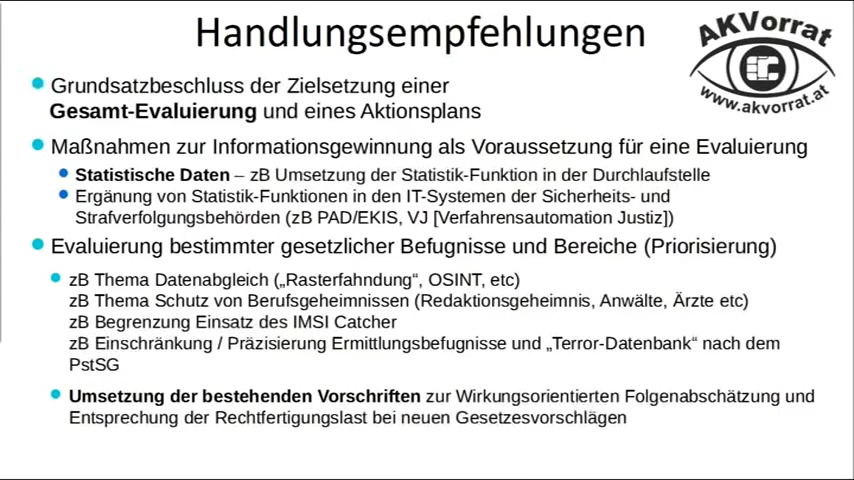 Handlungsempfehlungen
AKVorrat
www.akvorrat.at
Grundsatzbeschluss der Zielsetzung einer
Gesamt-Evaluierung und eines Aktionsplans
Maßnahmen zur Informationsgewinnung als Voraussetzung für eine Evaluierung
Statistische Daten – zB Umsetzung der Statistik-Funktion in der Durchlaufstelle
Ergänung von Statistik-Funktionen in den IT-Systemen der Sicherheits- und
Strafverfolgungsbehörden (zB PAD/EKIS, VJ [Verfahrensautomation Justiz])
Evaluierung bestimmter gesetzlicher Befugnisse und Bereiche (Priorisierung)
zB Thema Datenabgleich („Rasterfahndung“, OSINT, etc)
zB Thema Schutz von Berufsgeheimnissen (Redaktionsgeheimnis, Anwälte, Ärzte etc)
zB Begrenzung Einsatz des IMSI Catcher
zB Einschränkung / Präzisierung Ermittlungsbefugnisse und „Terror-Datenbank“ nach dem
PstSG
Umsetzung der bestehenden Vorschriften zur Wirkungsorientierten Folgenabschätzung und
Entsprechung der Rechtfertigungslast bei neuen Gesetzesvorschlägen